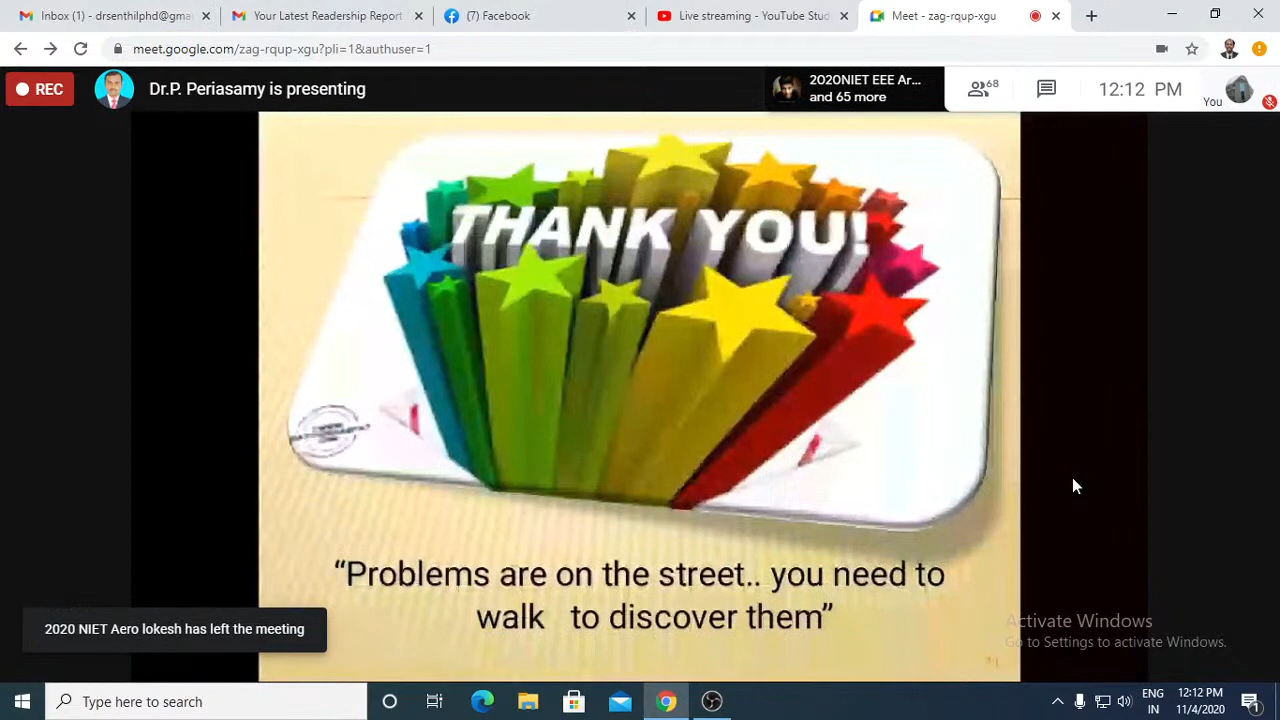 Inbox (1) - drsenthilphd@gmai
Your Latest Readership Report
(7) Facebook
Live streaming - YouTube Stud
Meet - zag-rqup-xgu
meet.google.com/zag-rqup-xgu?pli=1&authuser=1
REC
Dr.P. Periasamy is presenting
2020NIET EEE Ar...
and 65 more
68
12:12 PM
You
THANK YOU!
“Problems are on the street.. you need to
walk to discover them”
2020 NIET Aero lokesh has left the meeting
Activate Windows
Go to Settings to activate Windows.
Type here to search
ENG
IN
12:12 PM
11/4/2020
1